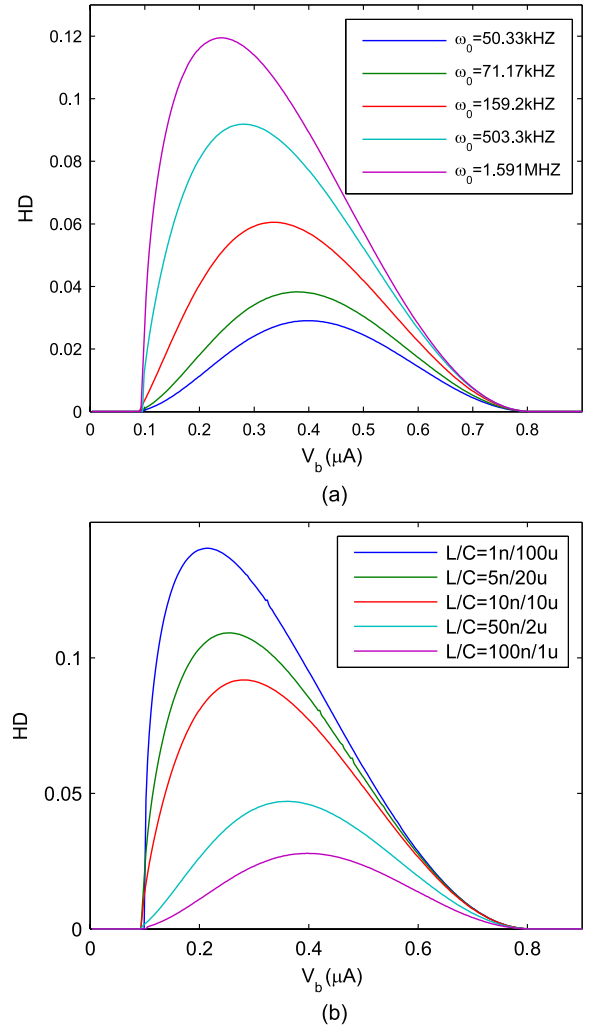 0.12
0.1
0.08
0.06
0.04
0.02
0
HD
ω₀=50.33kHZ
ω₀=71.17kHZ
ω₀=159.2kHZ
ω₀=503.3kHZ
ω₀=1.591MHZ
0 0.1 0.2 0.3 0.4 0.5 0.6 0.7 0.8
V_b (μA)
(a)
0.1
0.05
0
HD
L/C=1n/100u
L/C=5n/20u
L/C=10n/10u
L/C=50n/2u
L/C=100n/1u
0 0.2 0.4 0.6 0.8
V_b (μA)
(b)